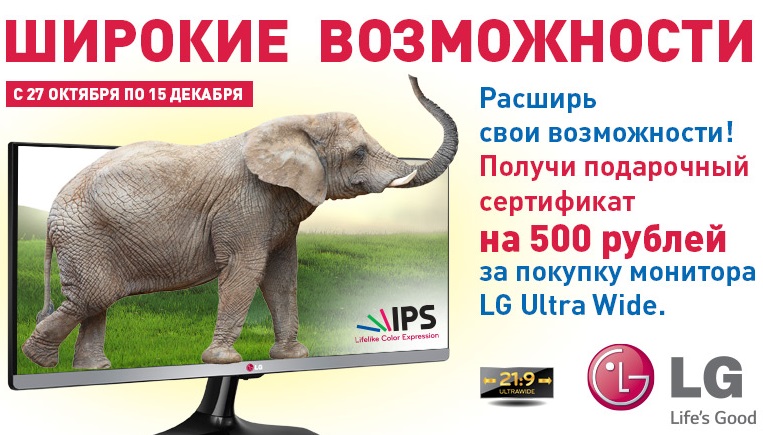 ШИРОКИЕ ВОЗМОЖНОСТИ
С 27 ОКТЯБРЯ ПО 15 ДЕКАБРЯ
Расширь
свои возможности!
Получи подарочный
сертификат
на 500 рублей
за покупку монитора
LG Ultra Wide.
IPS
Lifelike Color Expression
LG
21:9
ULTRAWIDE
LG
Life's Good